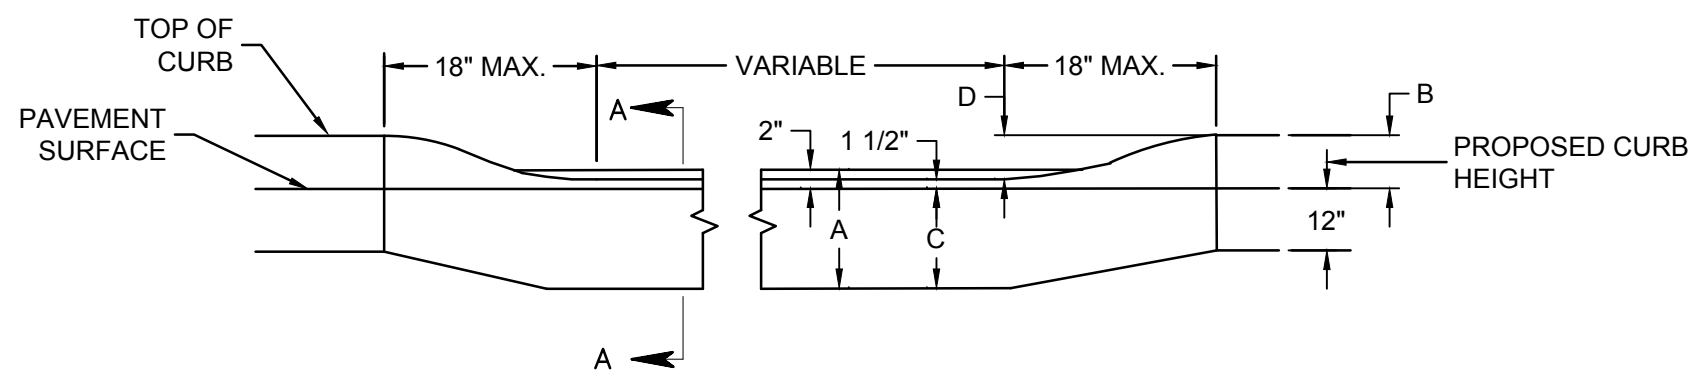 TOP OF
CURB
18" MAX.
VARIABLE
18" MAX.
D
B
A
PAVEMENT
SURFACE
2"
1 1/2"
PROPOSED CURB
HEIGHT
12"
A
C
A